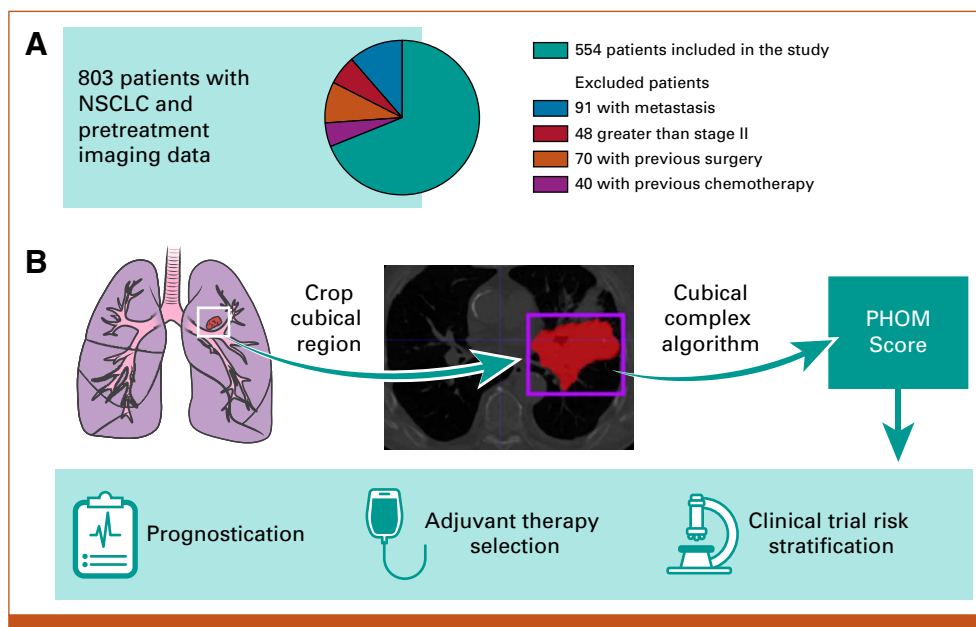 A
803 patients with
NSCLC and
pretreatment
imaging data
554 patients included in the study
Excluded patients
91 with metastasis
48 greater than stage II
70 with previous surgery
40 with previous chemotherapy
B
Crop
cubical
region
Cubical
complex
algorithm
PHOM
Score
Prognostication
Adjuvant therapy
selection
Clinical trial risk
stratification